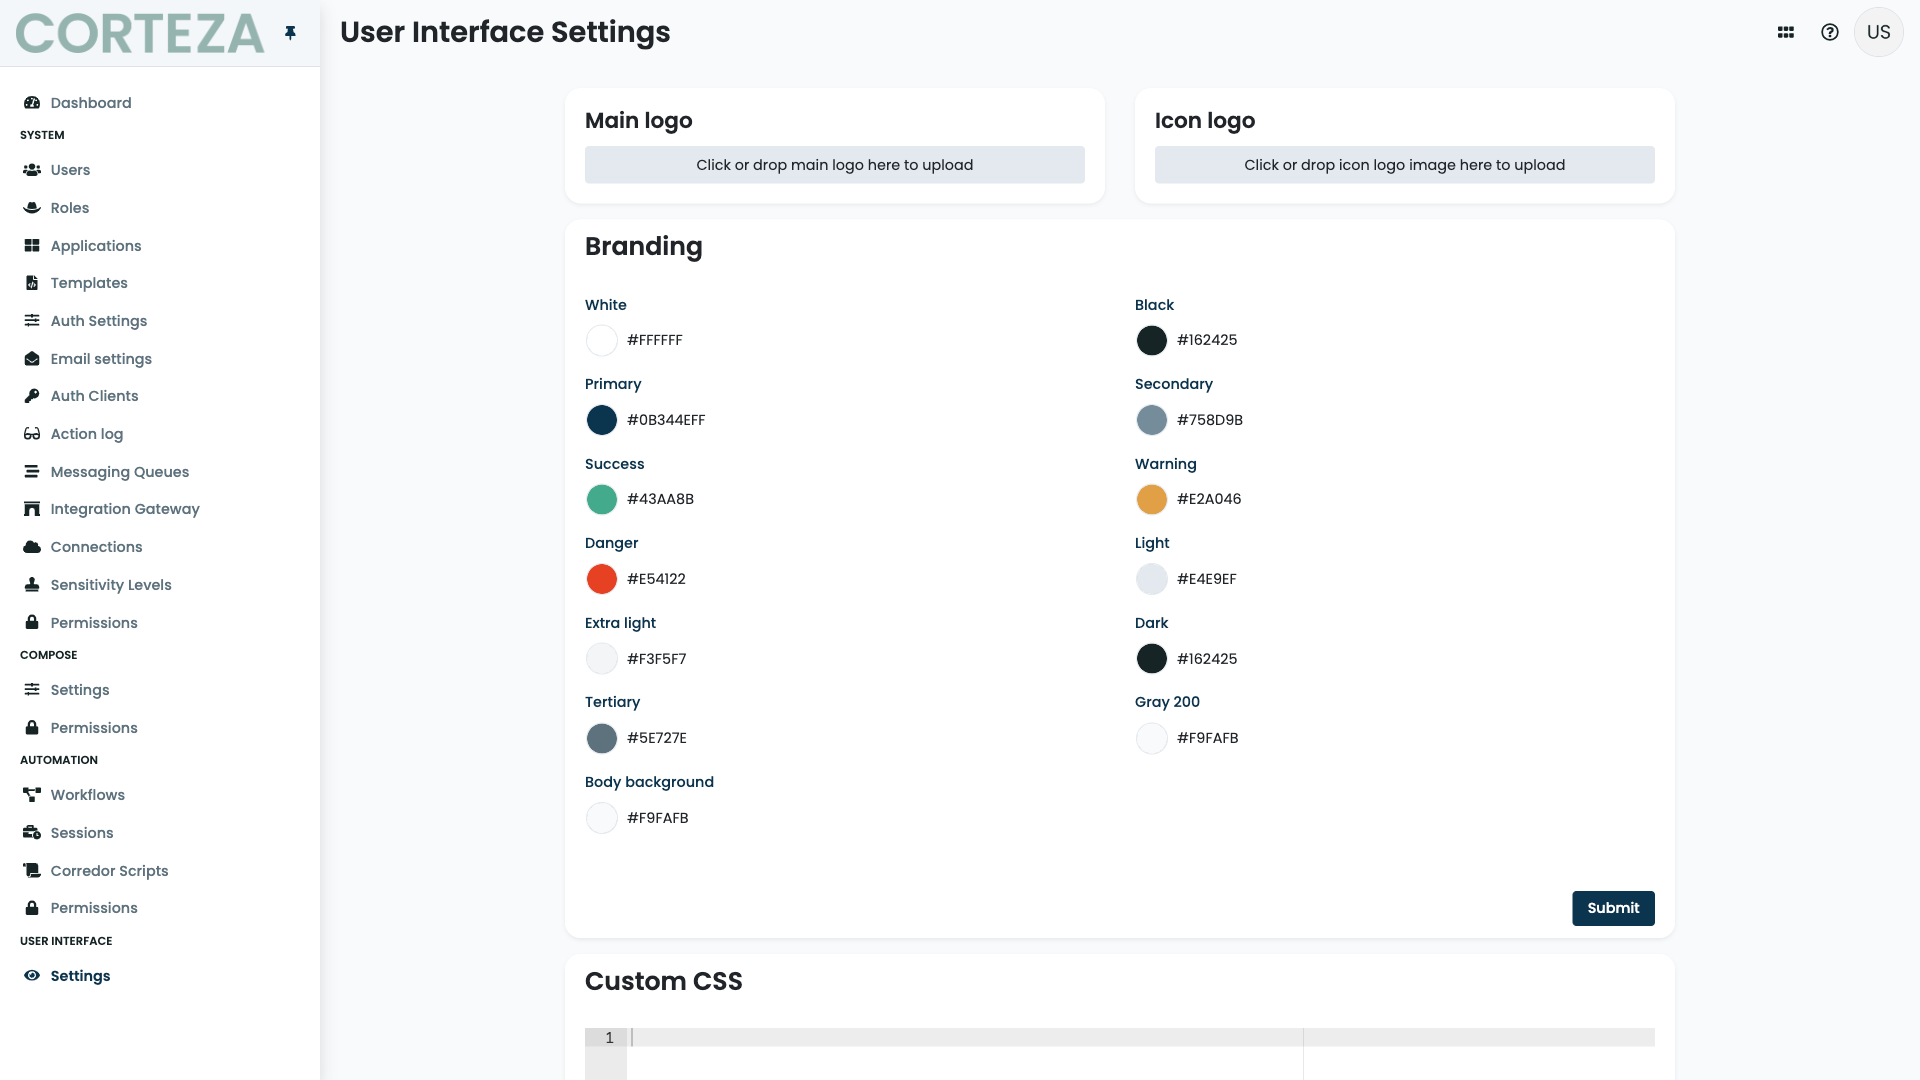 CORTEZA
User Interface Settings
US
Dashboard
SYSTEM
Users
Roles
Applications
Templates
Auth Settings
Email settings
Auth Clients
Action log
Messaging Queues
Integration Gateway
Connections
Sensitivity Levels
Permissions
COMPOSE
Settings
Permissions
AUTOMATION
Workflows
Sessions
Corredor Scripts
Permissions
USER INTERFACE
Settings
Main logo
Click or drop main logo here to upload
Icon logo
Click or drop icon logo image here to upload
Branding
White
#FFFFFF
Black
#162425
Primary
#0B344EFF
Secondary
#758D9B
Success
#43AA8B
Warning
#E2A046
Danger
#E54122
Light
#E4E9EF
Extra light
#F3F5F7
Dark
#162425
Tertiary
#5E727E
Gray 200
#F9FAFB
Body background
#F9FAFB
Submit
Custom CSS
1